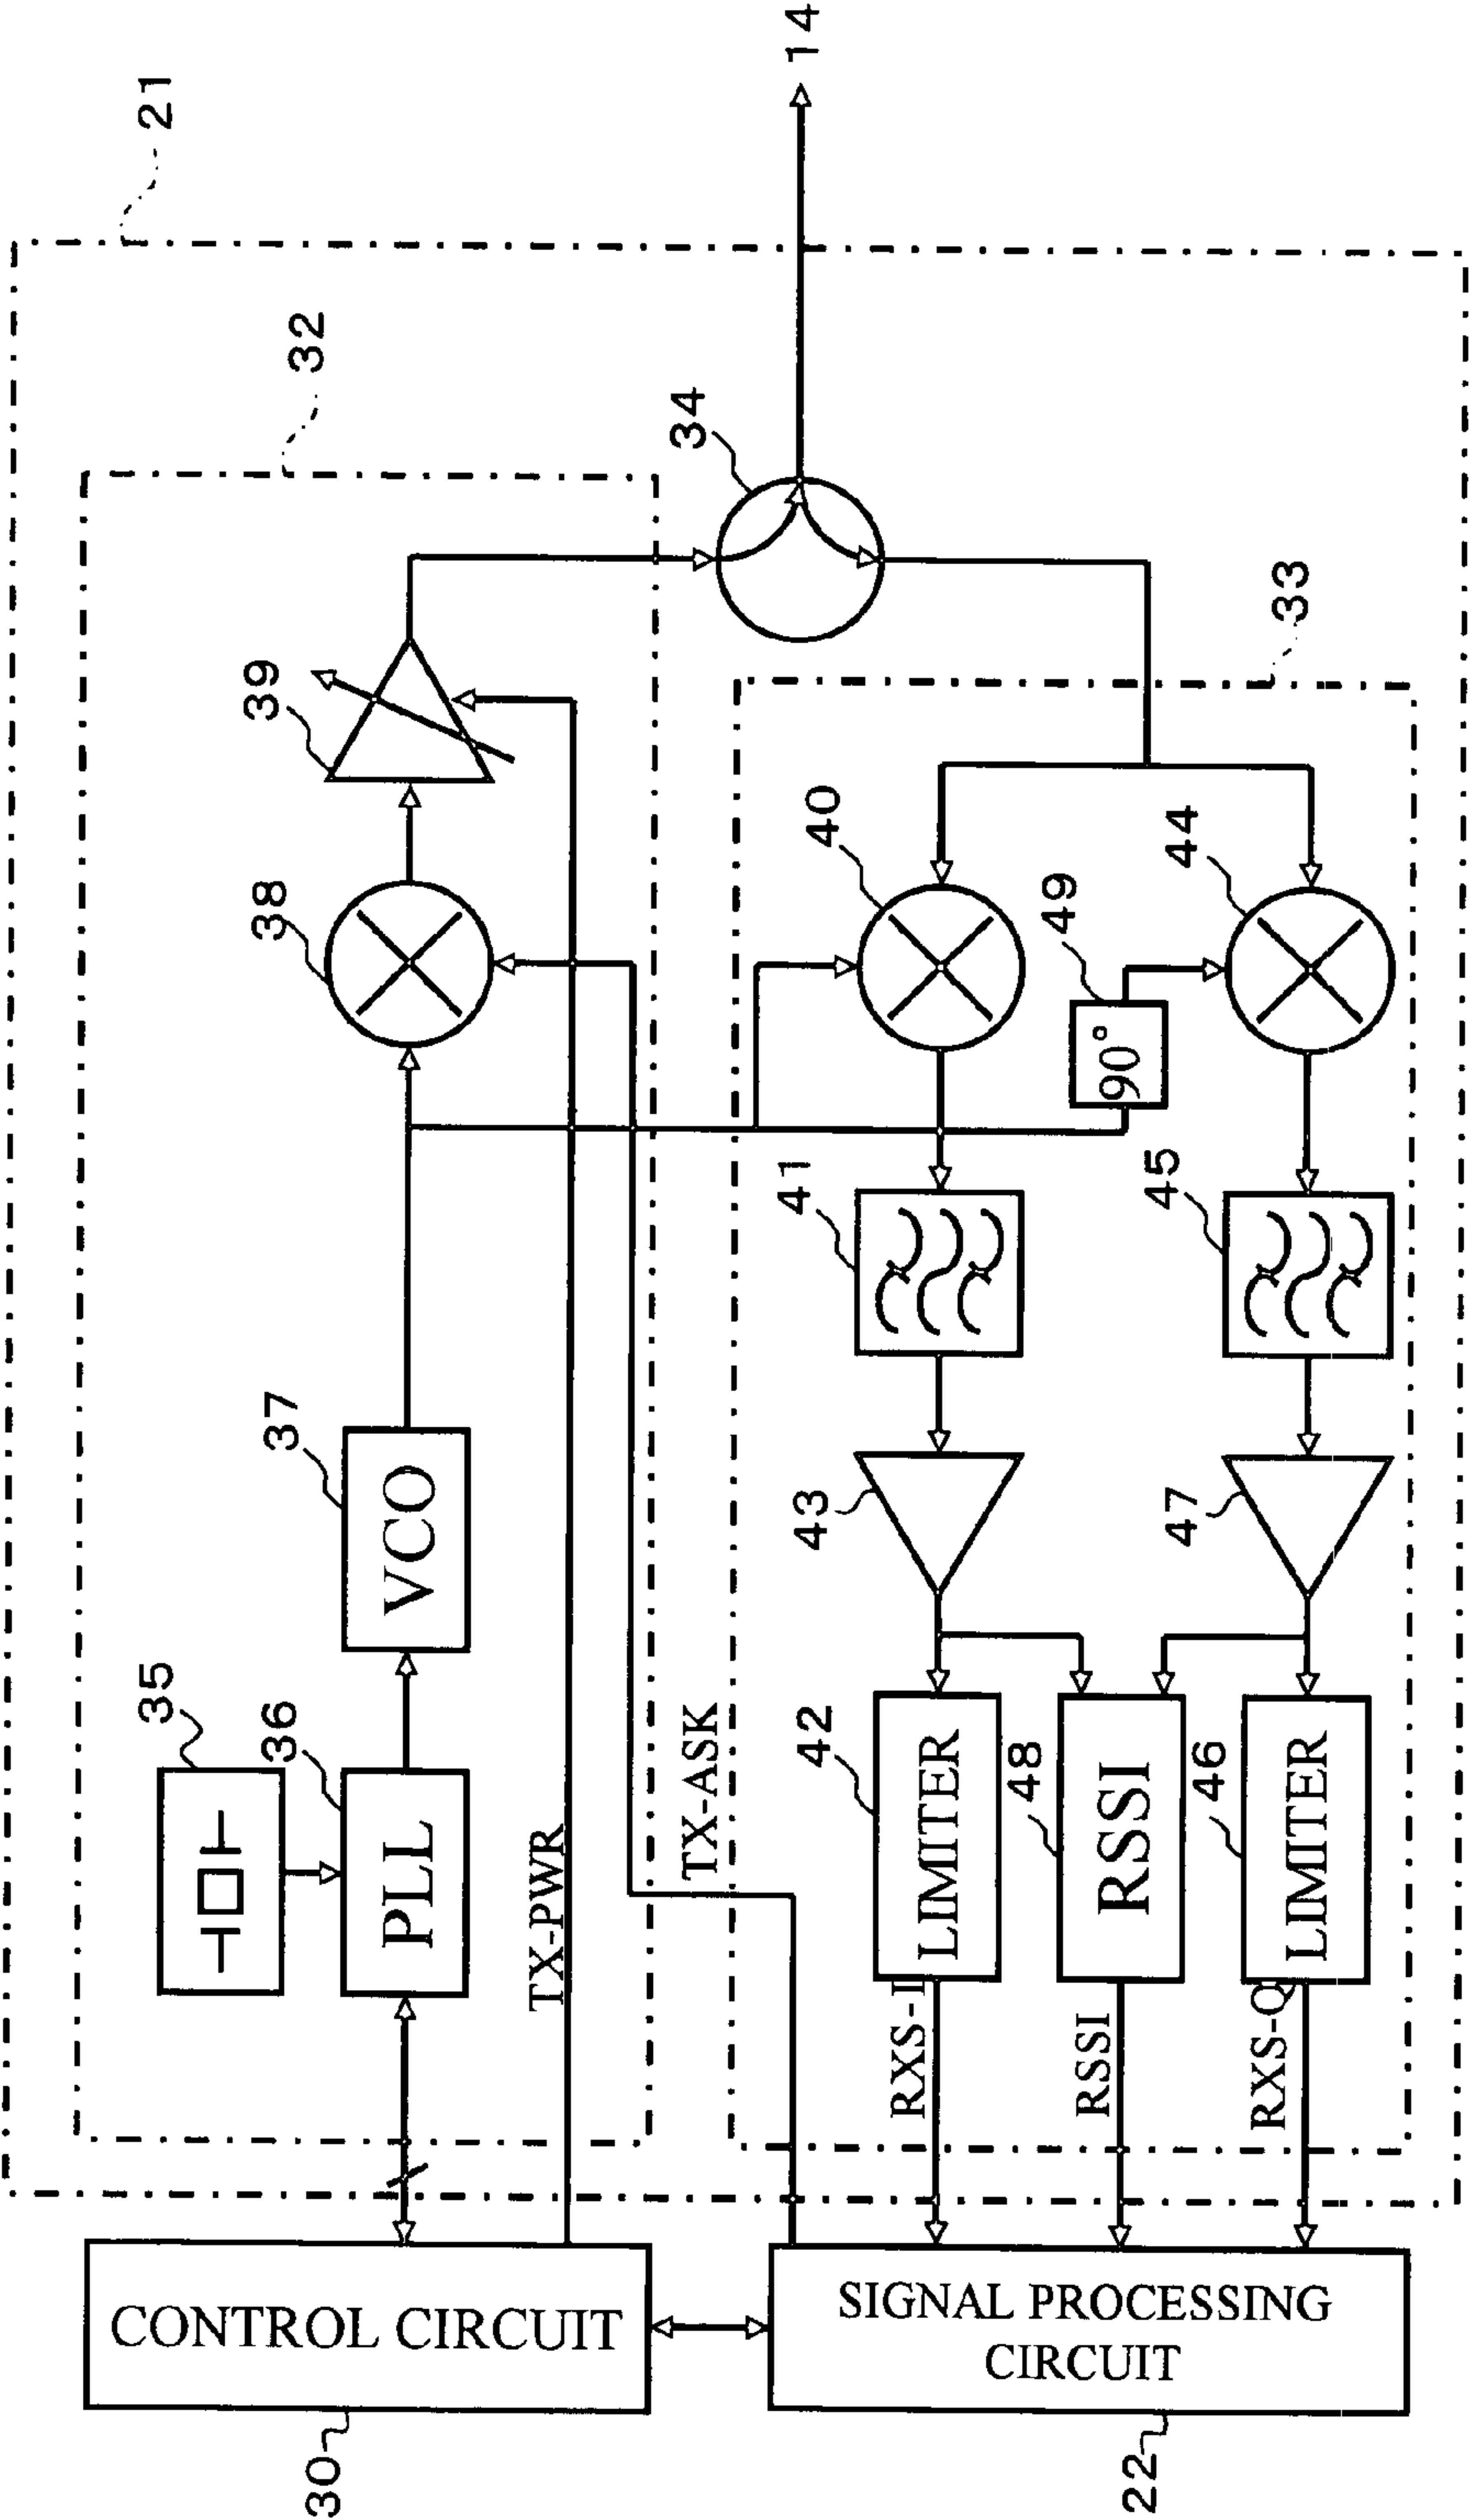 14
21
32
34
33
39
40
44
38
49
90°
41
45
37
VCO
43
47
35
36
PLL
TX-PWR
TX-ASK
42
LIMITER
48
RSSI
46
LIMITER
RXS-I
RSSI
RXS-Q
CONTROL CIRCUIT
SIGNAL PROCESSING
CIRCUIT
30
22